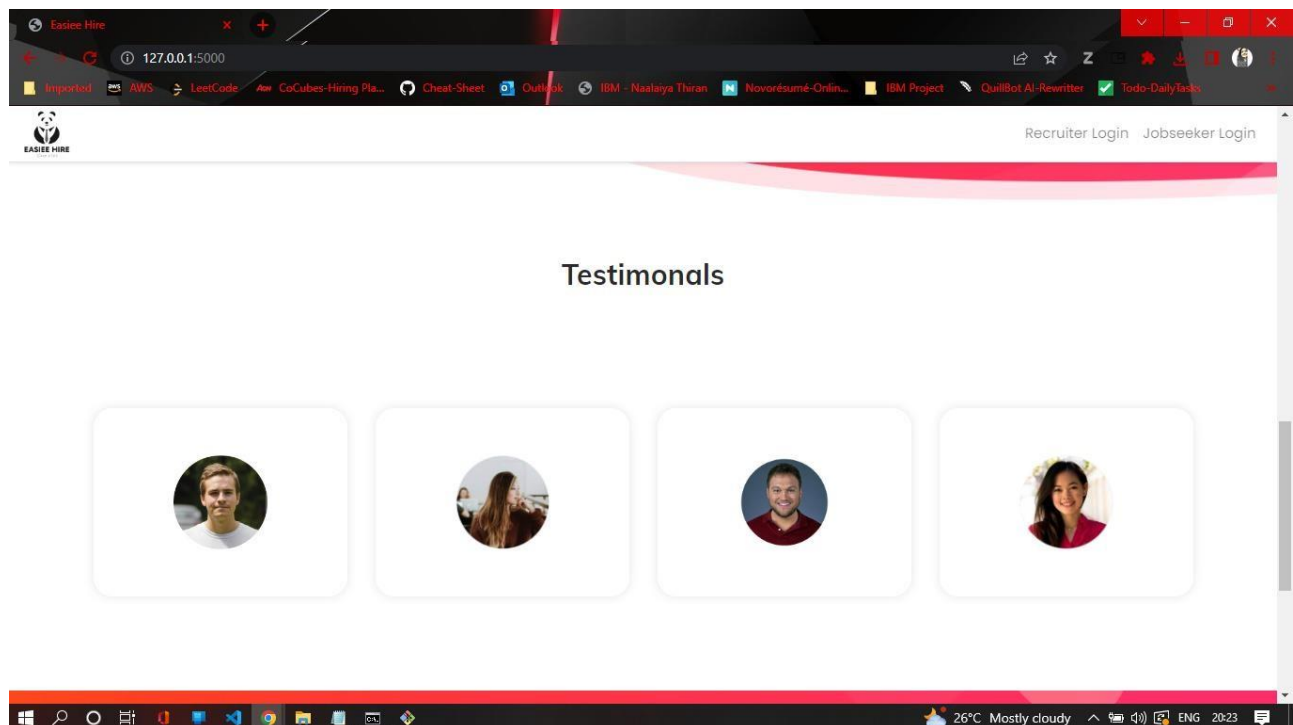 Easiee Hire
127.0.0.1:5000
Z
Imported AWS LeetCode CoCubes-Hiring Pla... Cheat-Sheet Outlook IBM - Naalaiya Thiran Novorésumé-Onlin... IBM Project QuillBot AI-Rewritter Todo-DailyTasks
EASIEE HIRE
Recruiter Login Jobseeker Login
Testimonals
26°C Mostly cloudy ENG 20:23